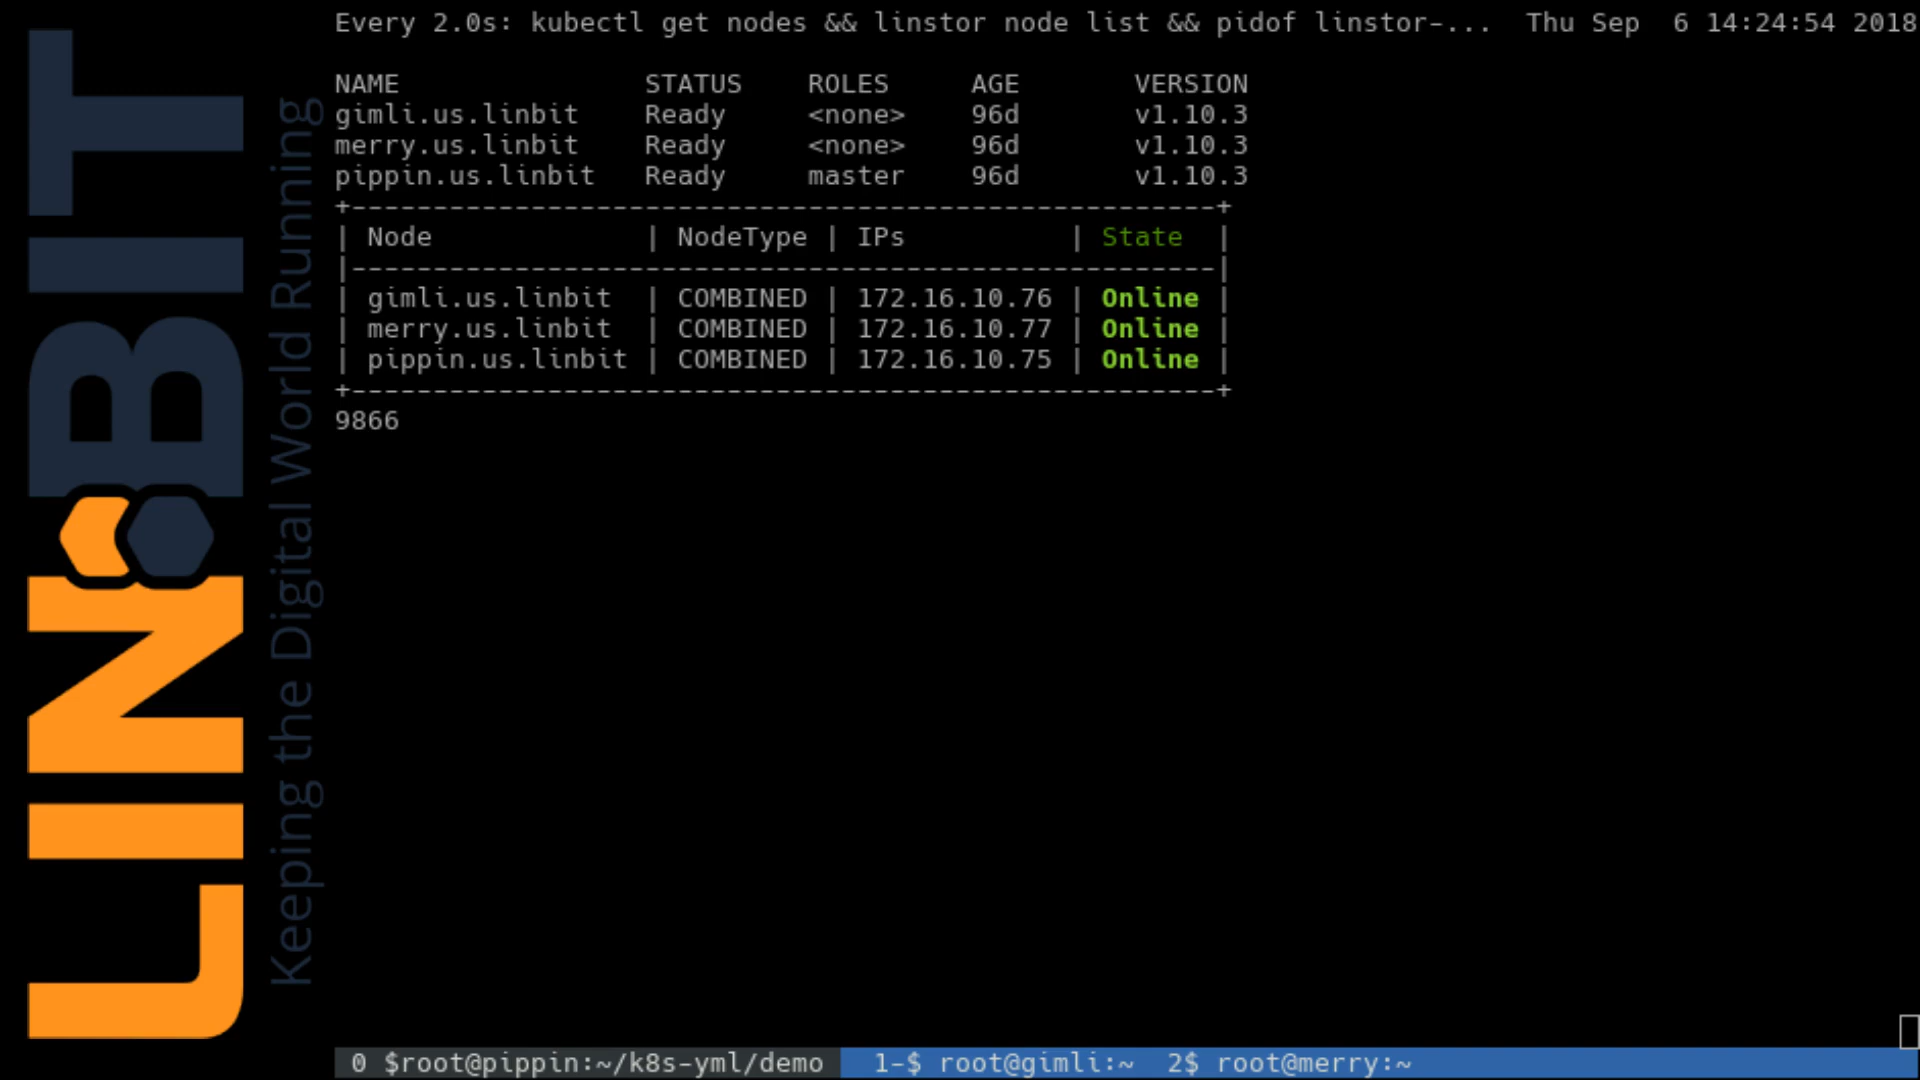 LINBIT
Keeping the Digital World Running
Every 2.0s: kubectl get nodes && linstor node list && pidof linstor-...  Thu Sep  6 14:24:54 2018
NAME               STATUS    ROLES     AGE       VERSION
gimli.us.linbit    Ready     <none>    96d       v1.10.3
merry.us.linbit    Ready     <none>    96d       v1.10.3
pippin.us.linbit   Ready     master    96d       v1.10.3
+-----------------------------------------------------+
| Node             | NodeType | IPs          | State  |
|-----------------------------------------------------|
| gimli.us.linbit  | COMBINED | 172.16.10.76 | Online |
| merry.us.linbit  | COMBINED | 172.16.10.77 | Online |
| pippin.us.linbit | COMBINED | 172.16.10.75 | Online |
+-----------------------------------------------------+
9866
0 $root@pippin:~/k8s-yml/demo   1-$ root@gimli:~  2$ root@merry:~